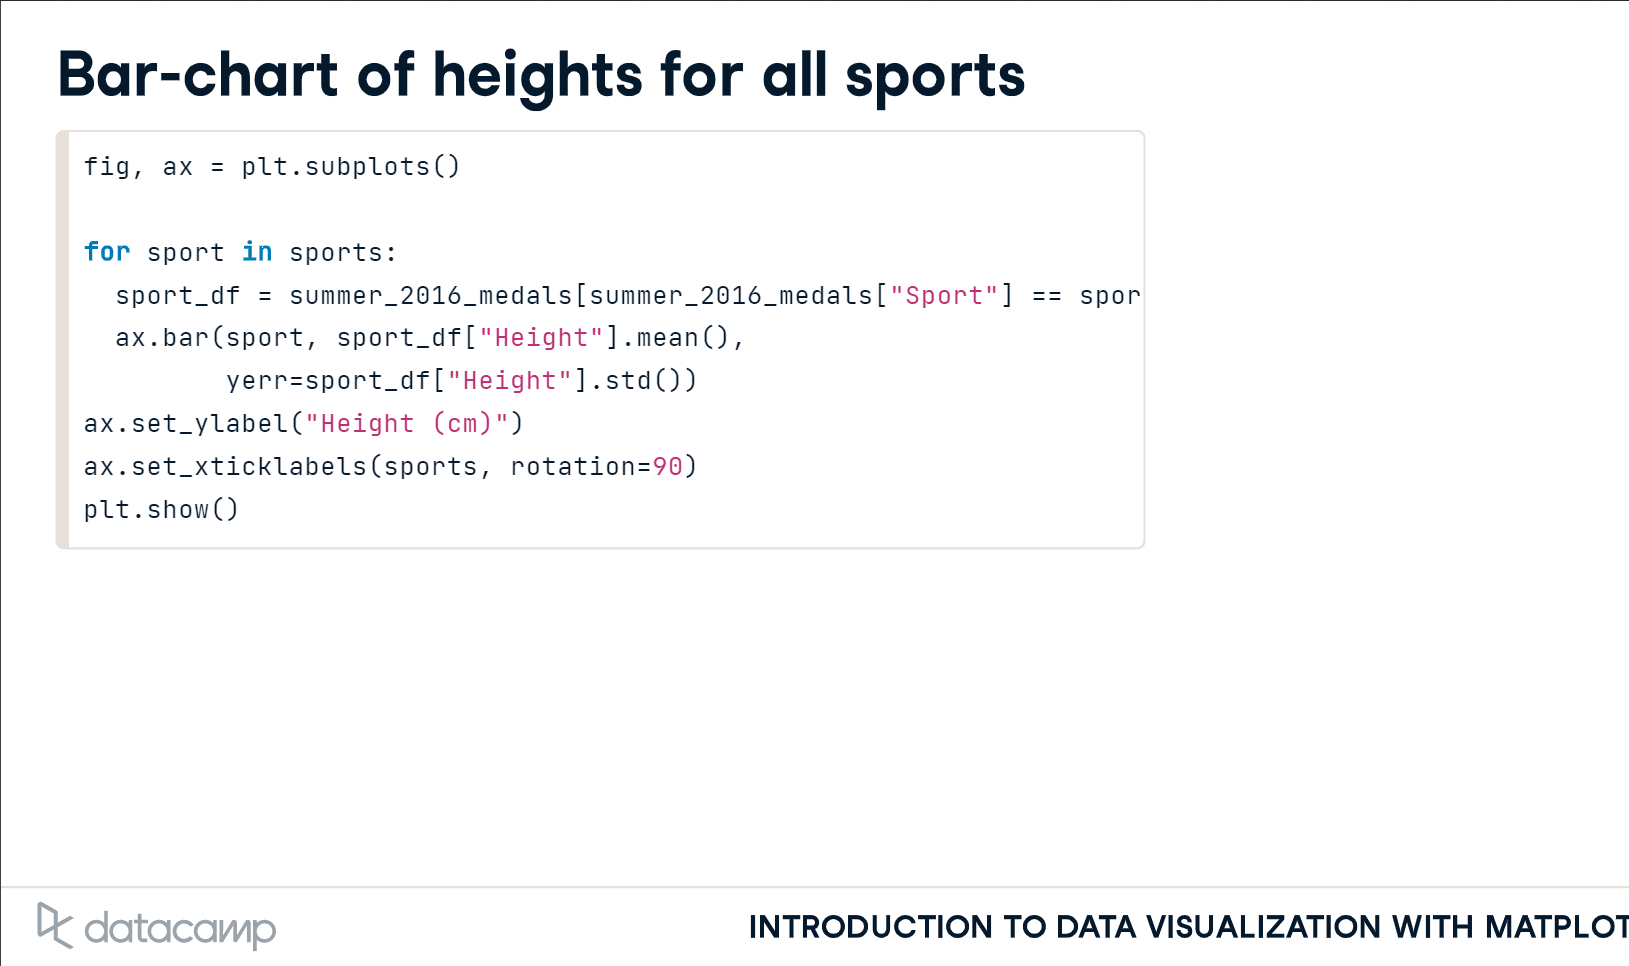 Bar-chart of heights for all sports
fig, ax = plt.subplots()
for sport in sports:
  sport_df = summer_2016_medals[summer_2016_medals["Sport"] == spor
  ax.bar(sport, sport_df["Height"].mean(),
         yerr=sport_df["Height"].std())
ax.set_ylabel("Height (cm)")
ax.set_xticklabels(sports, rotation=90)
plt.show()
datacamp
INTRODUCTION TO DATA VISUALIZATION WITH MATPLOT